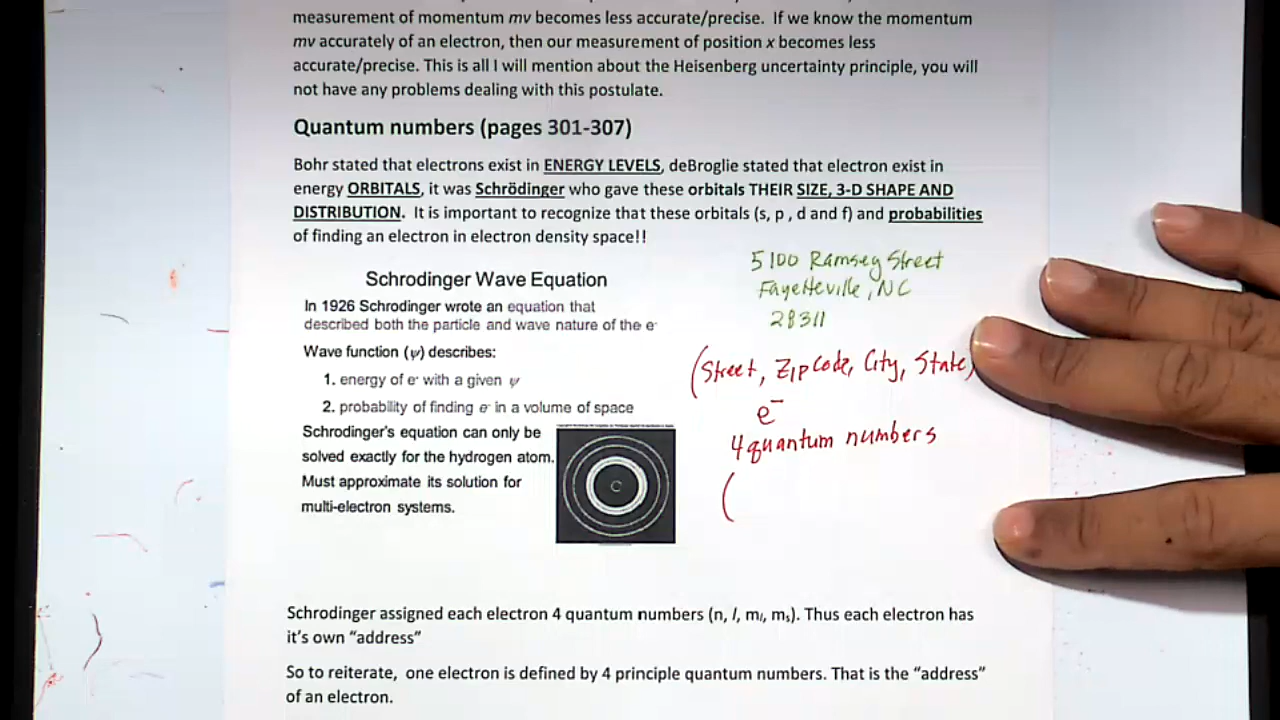 measurement of momentum mv becomes less accurate/precise. If we know the momentum
mv accurately of an electron, then our measurement of position x becomes less
accurate/precise. This is all I will mention about the Heisenberg uncertainty principle, you will
not have any problems dealing with this postulate.
Quantum numbers (pages 301-307)
Bohr stated that electrons exist in ENERGY LEVELS, deBroglie stated that electron exist in
energy ORBITALS, it was Schrödinger who gave these orbitals THEIR SIZE, 3-D SHAPE AND
DISTRIBUTION. It is important to recognize that these orbitals (s, p , d and f) and probabilities
of finding an electron in electron density space!!
5100 Ramsey Street
Fayetteville, NC
28311
Schrodinger Wave Equation
In 1926 Schrodinger wrote an equation that
described both the particle and wave nature of the e-
Wave function (ψ) describes:
1. energy of e- with a given ψ
2. probability of finding e- in a volume of space
Schrodinger's equation can only be
solved exactly for the hydrogen atom.
Must approximate its solution for
multi-electron systems.
(Street, Zip Code, City, State)
e-
4 quantum numbers
(
Schrodinger assigned each electron 4 quantum numbers (n, l, ml, ms). Thus each electron has
it's own “address”
So to reiterate, one electron is defined by 4 principle quantum numbers. That is the “address”
of an electron.